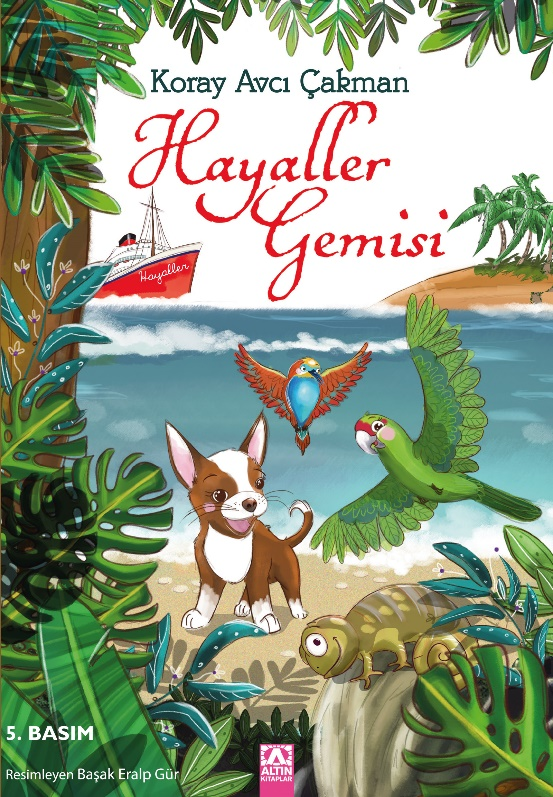 Koray Avcı Çakman
Hayaller
Gemisi
Hayaller
5. BASIM
Resimleyen Başak Eralp Gür
ALTIN
KİTAPLAR